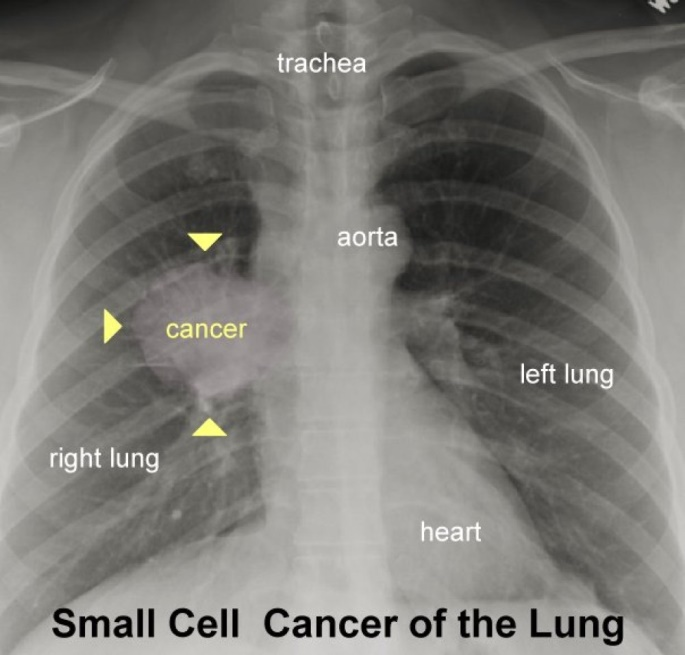 trachea
aorta
cancer
left lung
right lung
heart
Small Cell  Cancer of the Lung